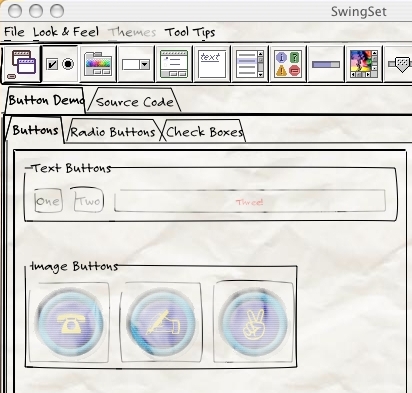 SwingSet
File Look & Feel Themes Tool Tips
text
Button Demo Source Code
Buttons Radio Buttons Check Boxes
Text Buttons
One Two Three!
Image Buttons